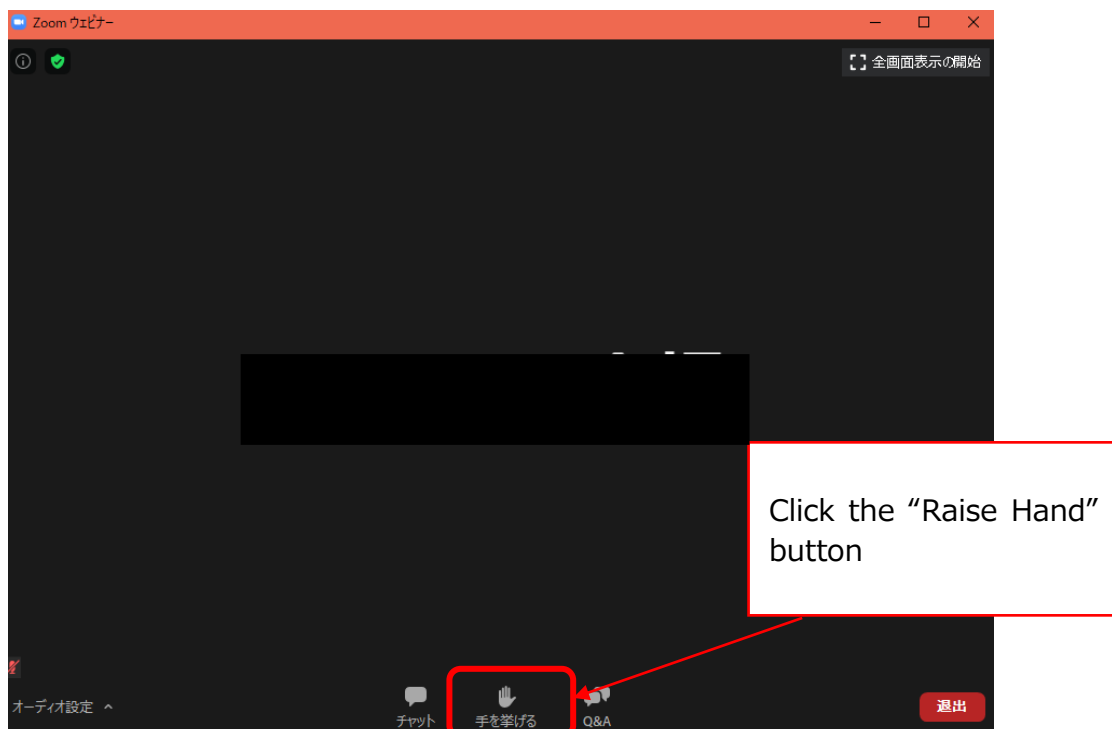 Zoom ウェビナー
全画面表示の開始
Click the “Raise Hand”
button
オーディオ設定
チャット
手を挙げる
Q&A
退出